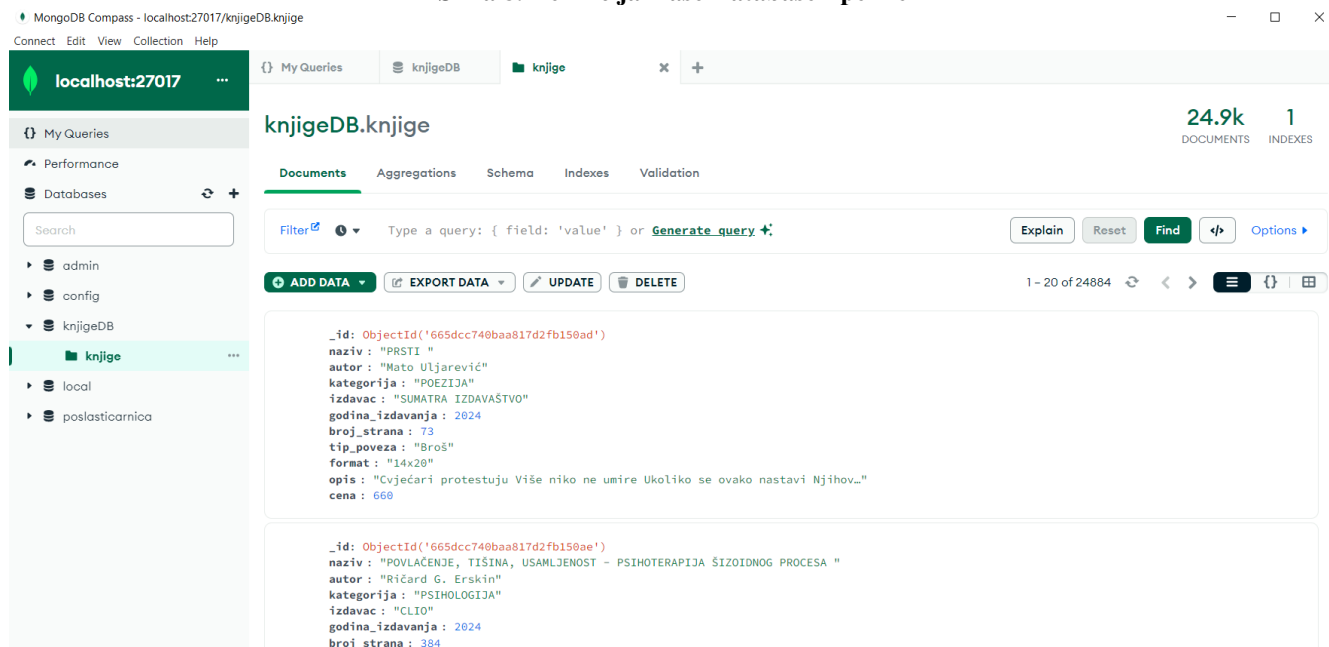 MongoDB Compass - localhost:27017/knjigeDB.knjige
Connect Edit View Collection Help
localhost:27017 ...
{} My Queries
Performance
Databases
Search
admin
config
knjigeDB
knjige ...
local
poslasticarnica
{} My Queries knjigeDB knjige
knjigeDB.knjige
24.9k 1
DOCUMENTS INDEXES
Documents Aggregations Schema Indexes Validation
Filter Type a query: { field: 'value' } or Generate query Explain Reset Find </> Options
ADD DATA EXPORT DATA UPDATE DELETE 1 – 20 of 24884 {}
_id: ObjectId('665dcc740baa817d2fb150ad')
naziv : "PRSTI "
autor : "Mato Uljarević"
kategorija : "POEZIJA"
izdavac : "SUMATRA IZDAVAŠTVO"
godina_izdavanja : 2024
broj_strana : 73
tip_poveza : "Broš"
format : "14x20"
opis : "Cvjećari protestuju Više niko ne umire Ukoliko se ovako nastavi Njihov…"
cena : 660
_id: ObjectId('665dcc740baa817d2fb150ae')
naziv : "POVLAČENJE, TIŠINA, USAMLJENOST - PSIHOTERAPIJA ŠIZOIDNOG PROCESA "
autor : "Ričard G. Erskin"
kategorija : "PSIHOLOGIJA"
izdavac : "CLIO"
godina_izdavanja : 2024
broj_strana : 384